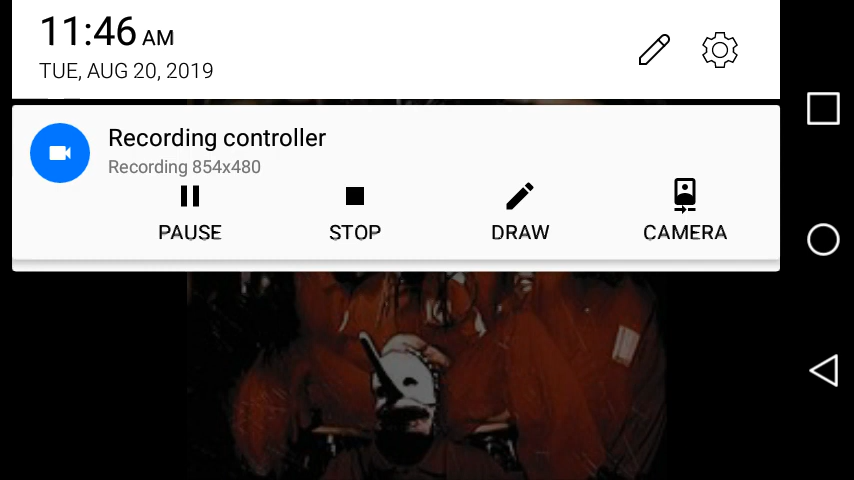 11:46 AM
TUE, AUG 20, 2019
Recording controller
Recording 854x480
PAUSE STOP DRAW CAMERA